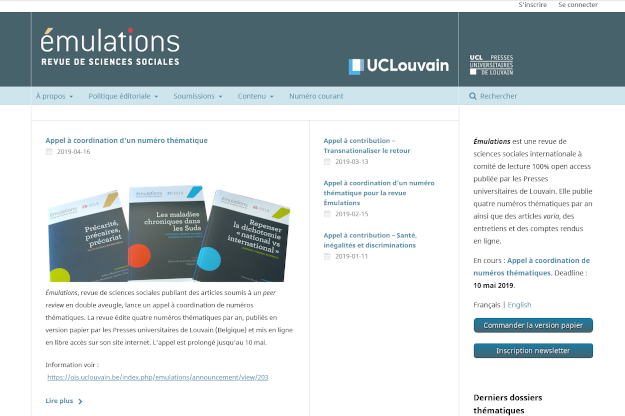 S'inscrire Se connecter
émulations
REVUE DE SCIENCES SOCIALES
UCLouvain
UCL PRESSES
UNIVERSITAIRES
DE LOUVAIN
À propos Politique éditoriale Soumissions Contenu Numéro courant Rechercher
Appel à coordination d'un numéro thématique
2019-04-16
émulations
Précarité,
précaires,
précariat
émulations
Les maladies
chroniques dans
les Suds
émulations
Repenser
la dichotomie
« national vs
international »
Émulations, revue de sciences sociales publiant des articles soumis à un peer
review en double aveugle, lance un appel à coordination de numéros
thématiques. La revue édite quatre numéros thématiques par an, publiés en
version papier par les Presses universitaires de Louvain (Belgique) et mis en ligne
en libre accès sur son site internet. L'appel est prolongé jusqu'au 10 mai.
Information voir :
https://ojs.uclouvain.be/index.php/emulations/announcement/view/203
Lire plus
Appel à contribution –
Transnationaliser le retour
2019-03-13
Appel à coordination d'un numéro
thématique pour la revue
Émulations
2019-02-15
Appel à contribution – Santé,
inégalités et discriminations
2019-01-11
Émulations est une revue de
sciences sociales internationale à
comité de lecture 100% open access
publiée par les Presses
universitaires de Louvain. Elle publie
quatre numéros thématiques par an
ainsi que des articles varia, des
entretiens et des comptes rendus
en ligne.
En cours : Appel à coordination de
numéros thématiques. Deadline :
10 mai 2019.
Français | English
Commander la version papier
Inscription newsletter
Derniers dossiers
thématiques